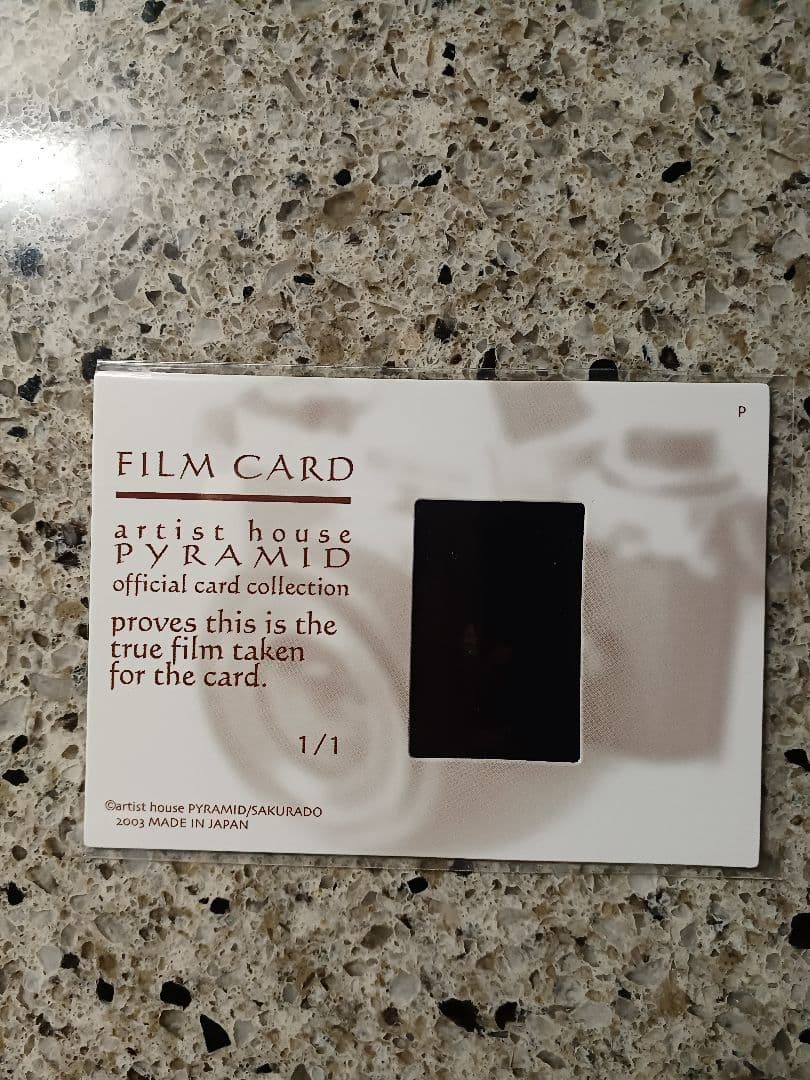 P
FILM CARD
artist house
PYRAMID
official card collection
proves this is the
true film taken
for the card.
1/1
©artist house PYRAMID/SAKURADO
2003 MADE IN JAPAN